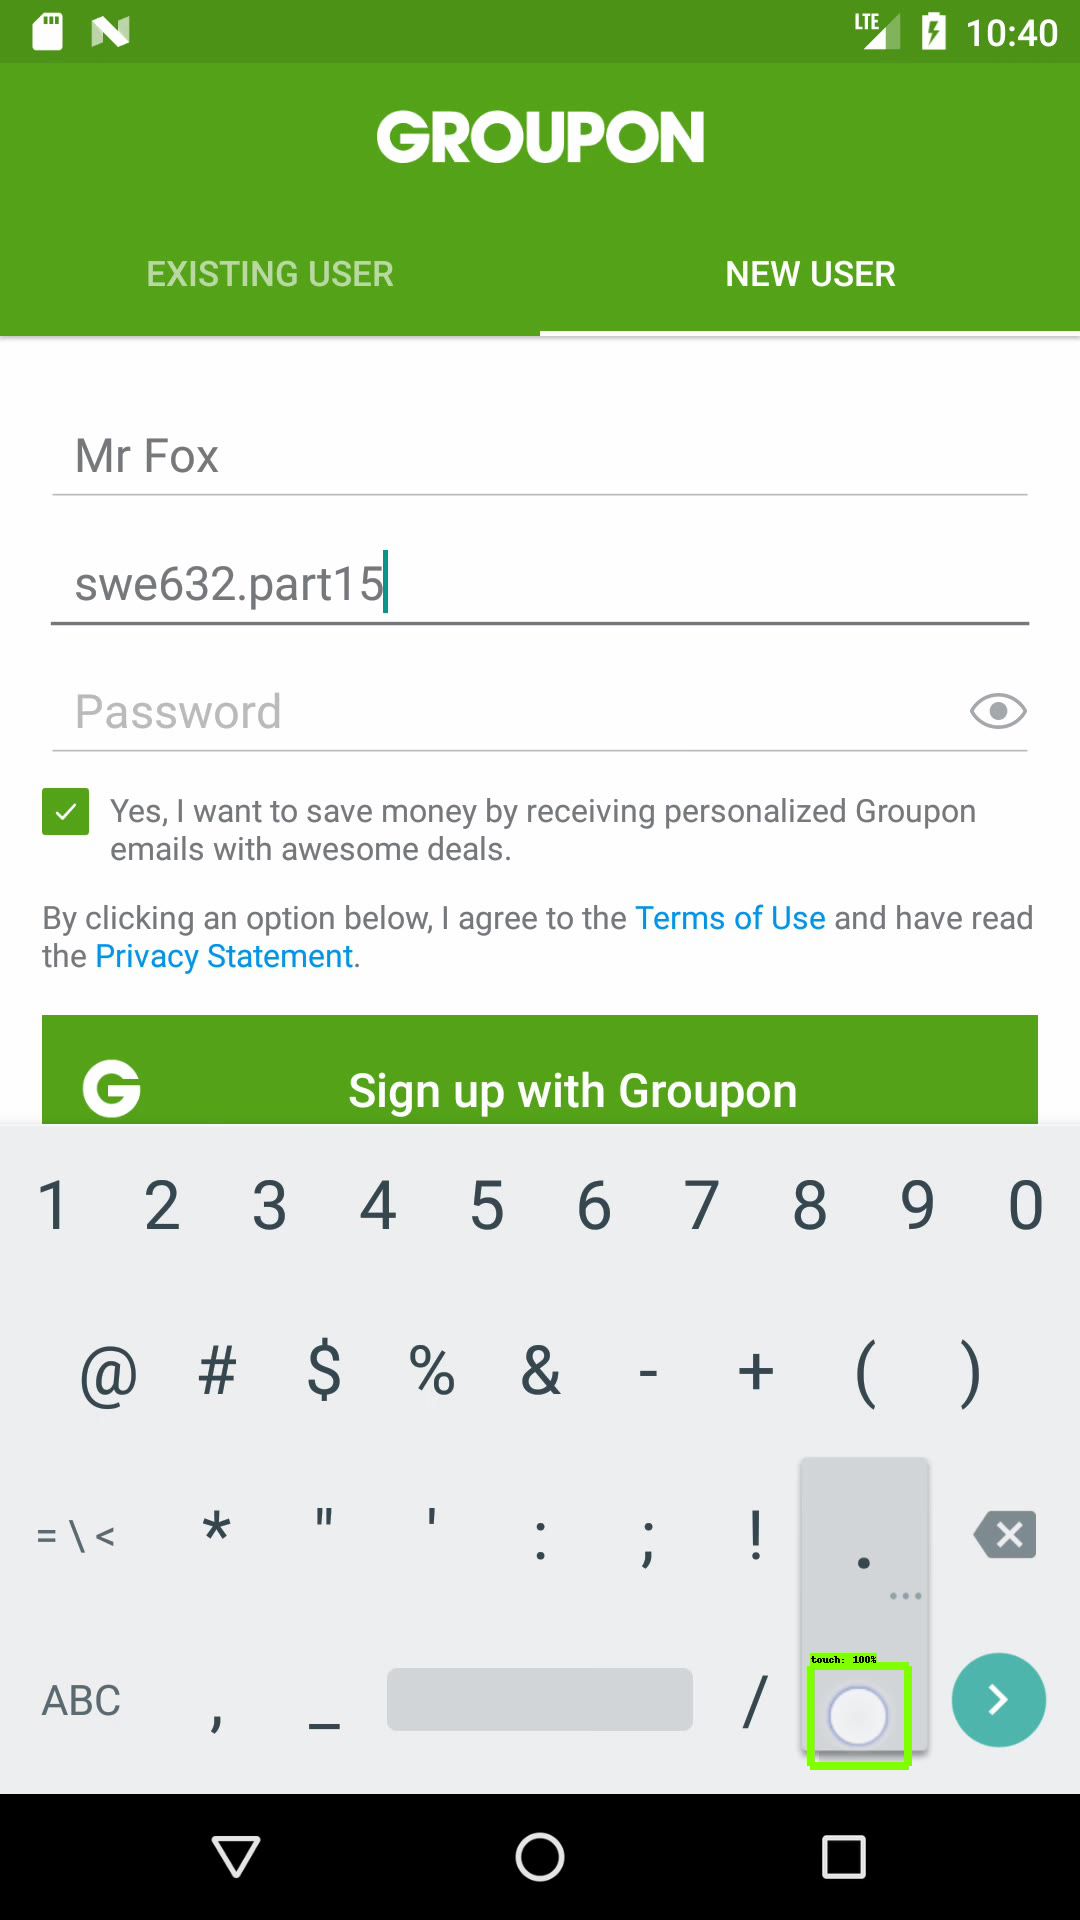 LTE 10:40
GROUPON
EXISTING USER NEW USER
Mr Fox
swe632.part15
Password
Yes, I want to save money by receiving personalized Groupon
emails with awesome deals.
By clicking an option below, I agree to the Terms of Use and have read
the Privacy Statement.
G Sign up with Groupon
1 2 3 4 5 6 7 8 9 0
@ # $ % & - + ( )
= \ < * " ' : ; ! .
...
touch: 100%
ABC , _ /